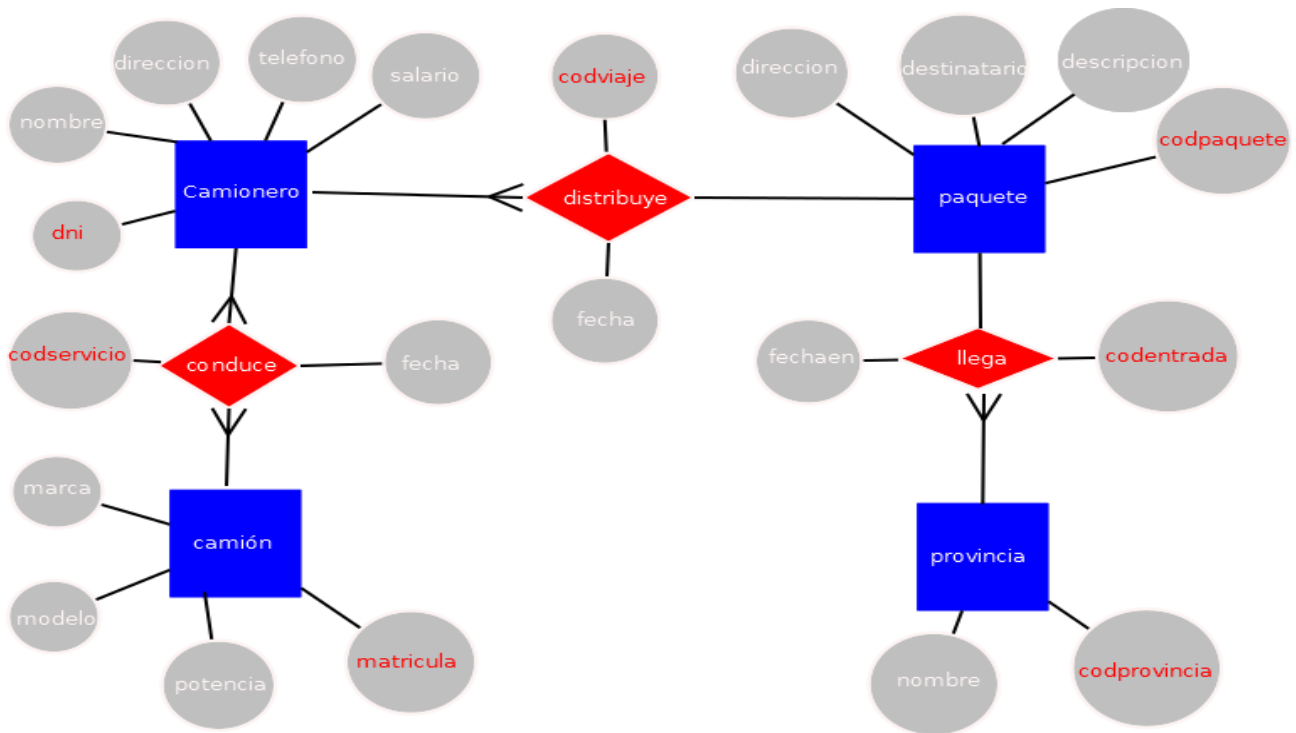 direccion
telefono
salario
nombre
Camionero
dni
codviaje
distribuye
fecha
direccion
destinatario
descripcion
codpaquete
paquete
codservicio
conduce
fecha
fechaen
llega
codentrada
marca
camión
modelo
potencia
matricula
provincia
nombre
codprovincia